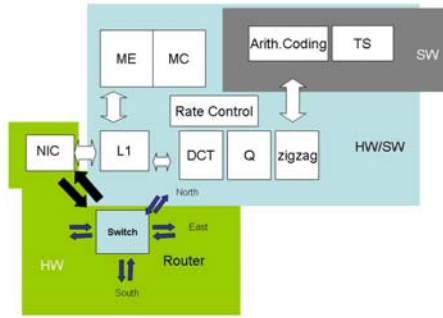 Arith.Coding TS
SW
ME MC
Rate Control
HW/SW
NIC L1 DCT Q zigzag
North
Switch East
HW Router
South